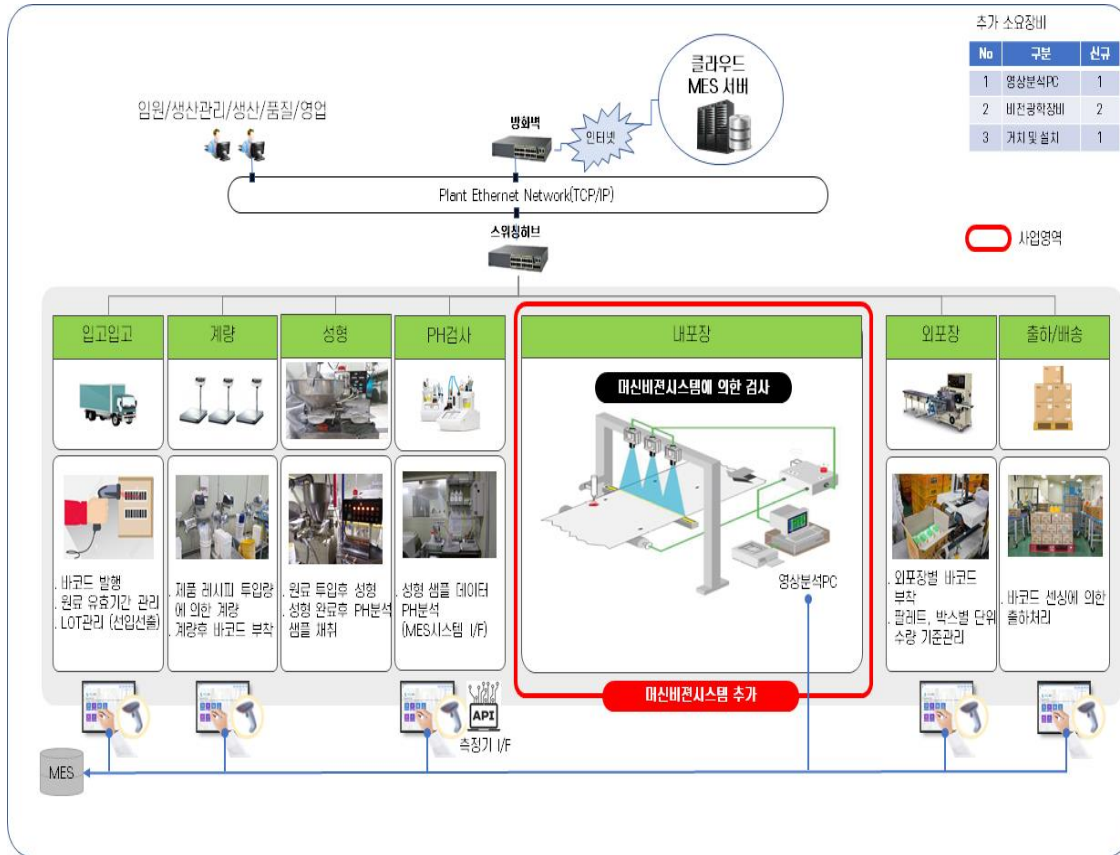 추가 소요장비
No 구분 신규
1 영상분석PC 1
2 비전광학장비 2
3 거치 및 설치 1
사업영역
클라우드
MES 서버
임원/생산관리/생산/품질/영업
방화벽
인터넷
Plant Ethernet Network(TCP/IP)
스위칭허브
입고입고
계량
성형
PH검사
내포장
외포장
출하/배송
머신비전시스템에 의한 검사
영상분석PC
. 바코드 발행
. 원료 유효기간 관리
. LOT관리 (선입선출)
. 제품 레시피 투입량
에 의한 계량
. 계량후 바코드 부착
. 원료 투입후 성형
. 성형 완료후 PH분석
샘플 채취
. 성형 샘플 데이터
PH분석
(MES시스템 I/F)
. 외포장별 바코드
부착
. 팔레트, 박스별 단위
수량 기준관리
. 바코드 센싱에 의한
출하처리
머신비전시스템 추가
API
측정기 I/F
MES